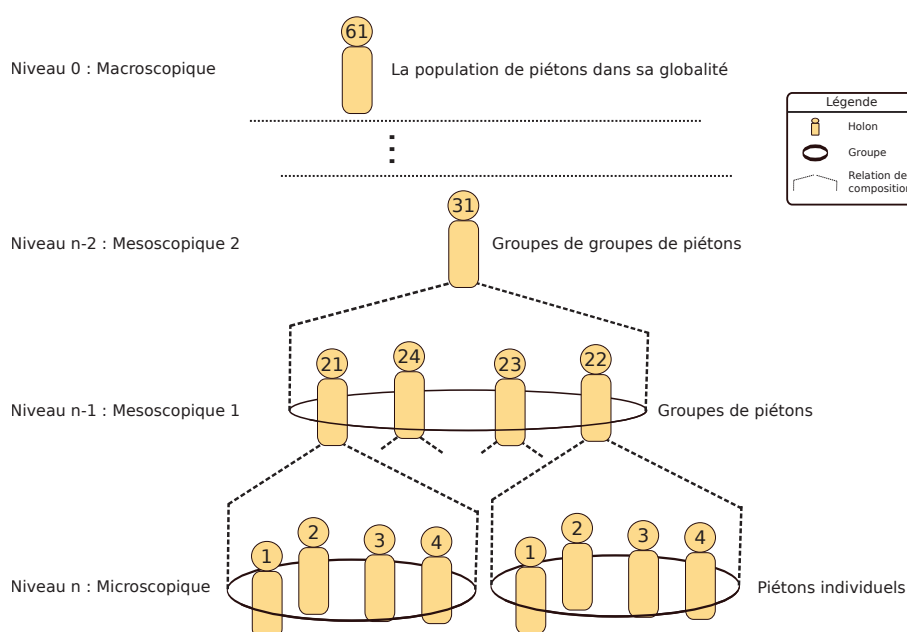 61
Niveau 0 : Macroscopique
La population de piétons dans sa globalité
Légende
Holon
Groupe
Relation de
composition
31
Niveau n-2 : Mesoscopique 2
Groupes de groupes de piétons
21
24
23
22
Niveau n-1 : Mesoscopique 1
Groupes de piétons
1
2
3
4
1
2
3
4
Niveau n : Microscopique
Piétons individuels